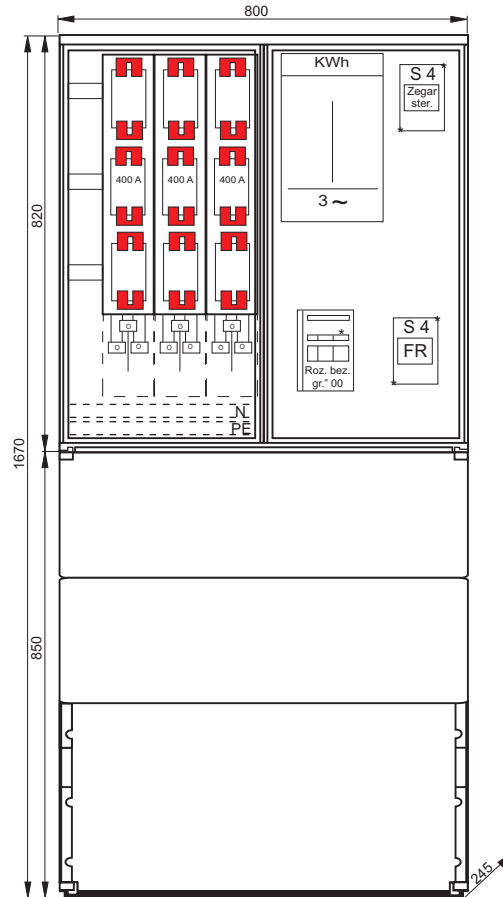 800
KWh
S 4
Zegar
ster.
3 ~
400 A 400 A 400 A
820
S 4
FR
Roz. bez.
gr." 00
N
PE
1670
850
245